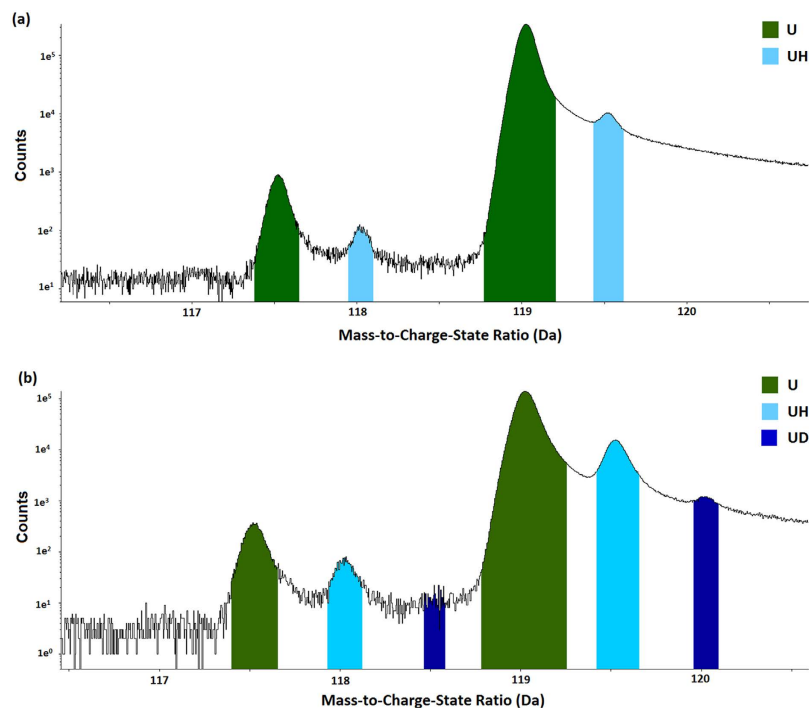 (a)
U
UH
1e⁵
1e⁴
1e³
1e²
1e¹
Counts
117 118 119 120
Mass-to-Charge-State Ratio (Da)
(b)
U
UH
UD
1e⁵
1e⁴
1e³
1e²
1e¹
1e⁰
Counts
117 118 119 120
Mass-to-Charge-State Ratio (Da)